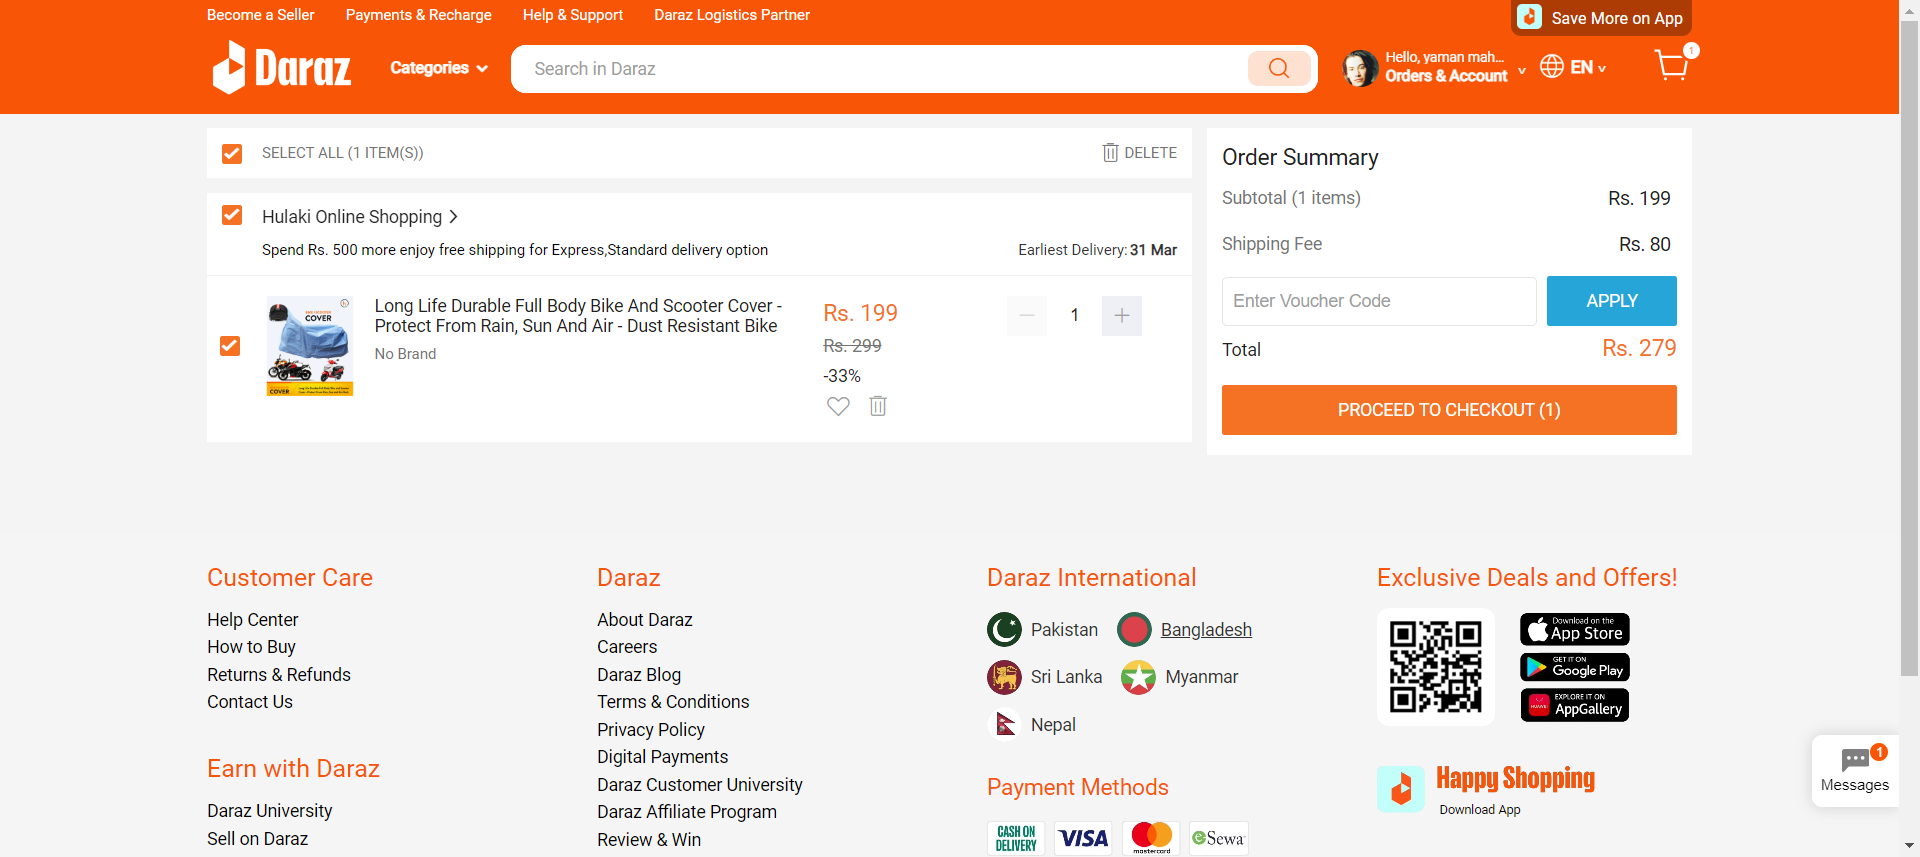 Become a Seller
Payments & Recharge
Help & Support
Daraz Logistics Partner
Save More on App
Daraz
Categories
Search in Daraz
Hello, yaman mah...
Orders & Account
EN
1
SELECT ALL (1 ITEM(S))
DELETE
Hulaki Online Shopping
Spend Rs. 500 more enjoy free shipping for Express,Standard delivery option
Earliest Delivery: 31 Mar
COVER
COVER
Long Life Durable Full Body Bike And Scooter Cover -
Protect From Rain, Sun And Air - Dust Resistant Bike
No Brand
Rs. 199
Rs. 299
-33%
1
Order Summary
Subtotal (1 items)
Rs. 199
Shipping Fee
Rs. 80
Enter Voucher Code
APPLY
Total
Rs. 279
PROCEED TO CHECKOUT (1)
Customer Care
Help Center
How to Buy
Returns & Refunds
Contact Us
Earn with Daraz
Daraz University
Sell on Daraz
Daraz
About Daraz
Careers
Daraz Blog
Terms & Conditions
Privacy Policy
Digital Payments
Daraz Customer University
Daraz Affiliate Program
Review & Win
Daraz International
Pakistan
Bangladesh
Sri Lanka
Myanmar
Nepal
Payment Methods
CASH ON
DELIVERY
VISA
mastercard
eSewa
Exclusive Deals and Offers!
Download on the
App Store
GET IT ON
Google Play
HUAWEI
EXPLORE IT ON
AppGallery
Happy Shopping
Download App
1
Messages